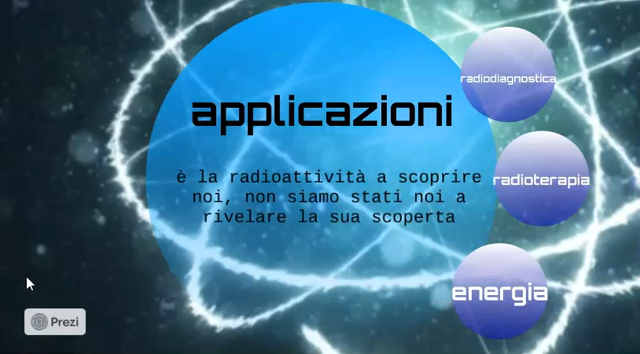 applicazioni
è la radioattività a scoprire
noi, non siamo stati noi a
rivelare la sua scoperta
radiodiagnostica
radioterapia
energia
Prezi